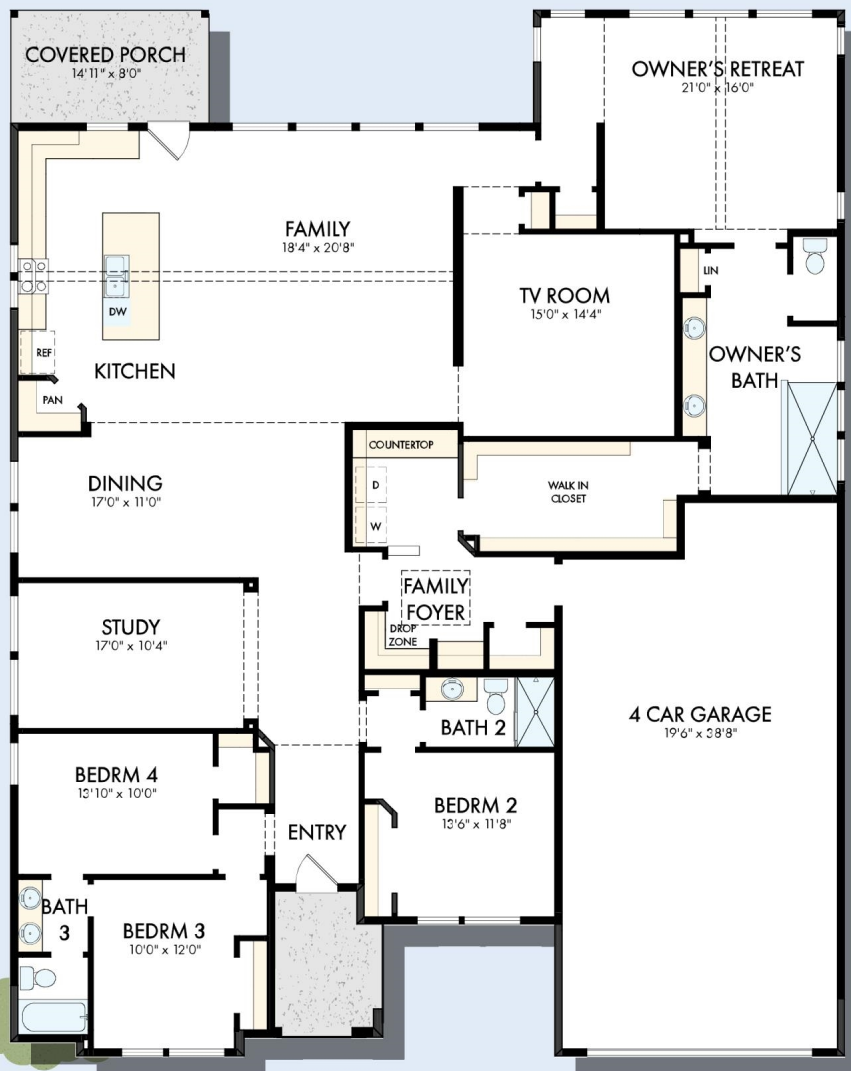 COVERED PORCH
14'11" x 8'0"
OWNER'S RETREAT
21'0" x 16'0"
FAMILY
18'4" x 20'8"
TV ROOM
15'0" x 14'4"
LIN
DW
OWNER'S
BATH
REF
KITCHEN
PAN
COUNTERTOP
DINING
17'0" x 11'0"
D
W
WALK IN
CLOSET
FAMILY
FOYER
DROP
ZONE
STUDY
17'0" x 10'4"
BATH 2
4 CAR GARAGE
19'6" x 38'8"
BEDRM 4
13'10" x 10'0"
BEDRM 2
13'6" x 11'8"
ENTRY
BATH
3
BEDRM 3
10'0" x 12'0"